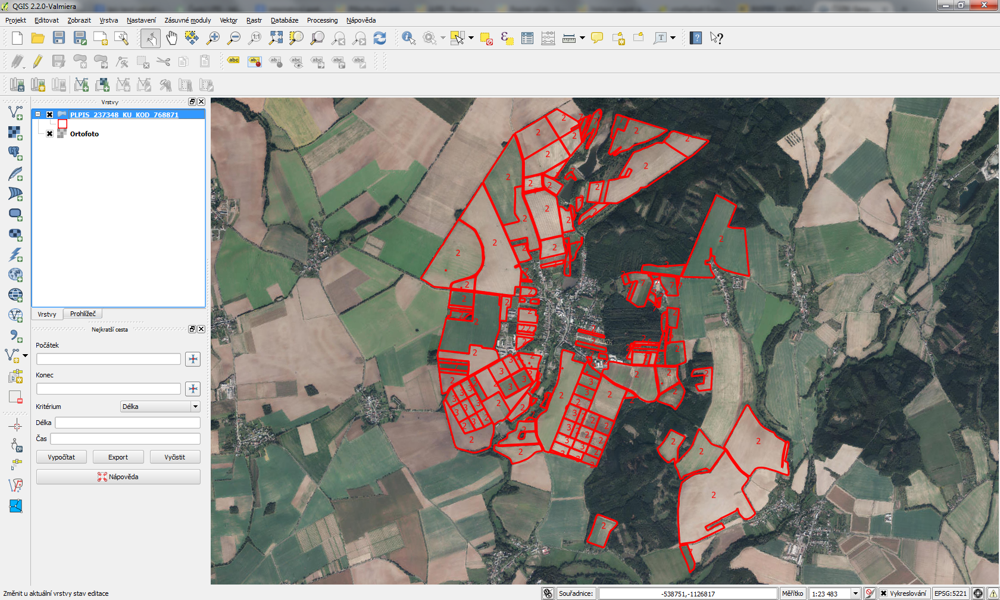 QGIS 2.2.0-Valmiera
Projekt Editovat Zobrazit Vrstva Nastavení Zásuvné moduly Vektor Rastr Databáze Processing Nápověda
Vrstvy
PLPIS_237348_KU_KOD_768871
Ortofoto
Vrstvy Prohlížeč
Nejkratší cesta
Počátek
Konec
Kritérium Délka
Délka
Čas
Vypočítat Export Vyčistit
Nápověda
Změnit u aktuální vrstvy stav editace
Souřadnice: -538751,-1126817 Měřítko 1:23 483 Vykreslování EPSG:5221